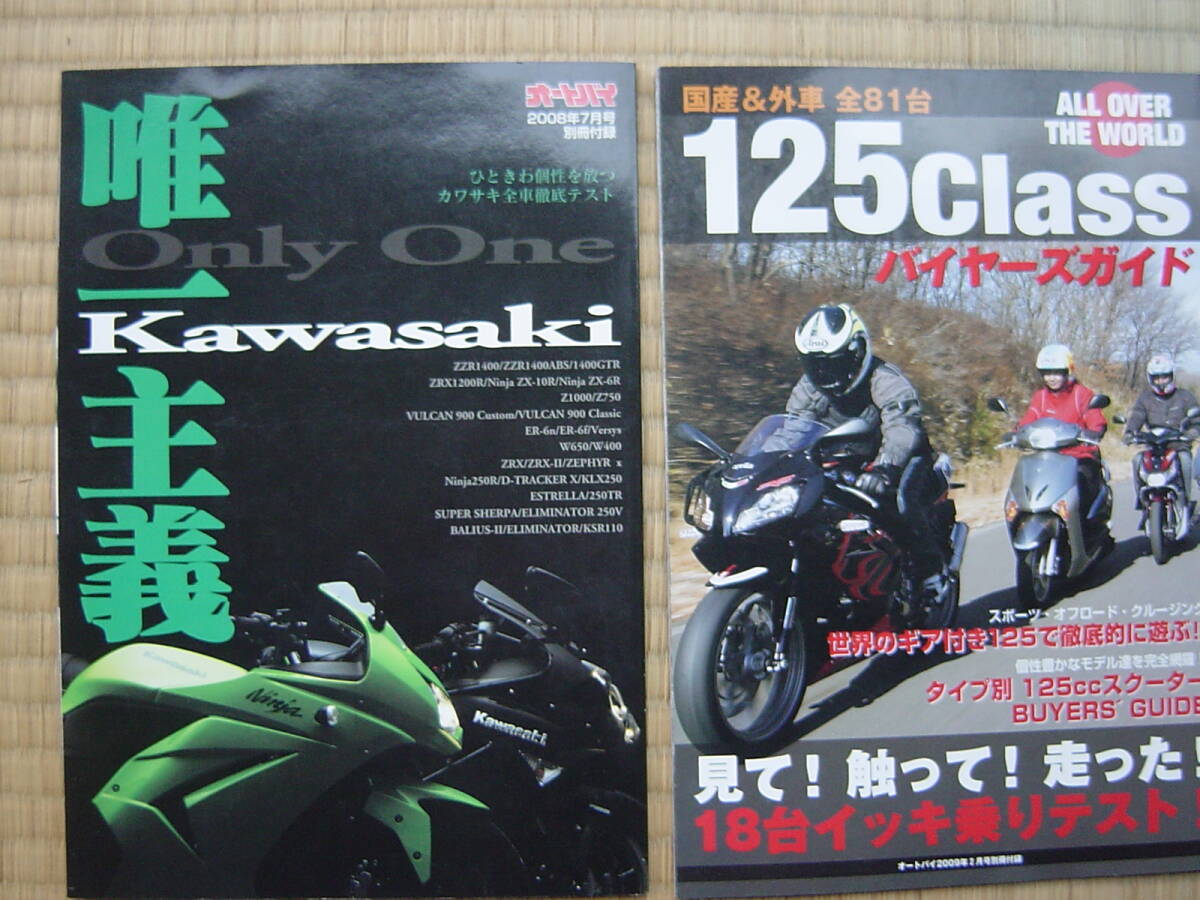 オートバイ
2008年7月号
別冊付録
唯一主義
ひときわ個性を放つ
カワサキ全車徹底テスト
Only One
Kawasaki
ZZR1400/ZZR1400ABS/1400GTR
ZRX1200R/Ninja ZX-10R/Ninja ZX-6R
Z1000/Z750
VULCAN 900 Custom/VULCAN 900 Classic
ER-6n/ER-6f/Versys
W650/W400
ZRX/ZRX-II/ZEPHYR x
Ninja250R/D-TRACKER X/KLX250
ESTRELLA/250TR
SUPER SHERPA/ELIMINATOR 250V
BALIUS-II/ELIMINATOR/KSR110
Kawasaki
Ninja
Kawasaki
国産&外車 全81台
ALL OVER
THE WORLD
125Class
バイヤーズガイド
スポーツ・オフロード・クルージング
世界のギア付き125で徹底的に遊ぶ!
個性豊かなモデル達を完全網羅
タイプ別 125ccスクーター
BUYERS' GUIDE
見て! 触って! 走った!
18台イッキ乗りテスト!
オートバイ2009年2月号別冊付録